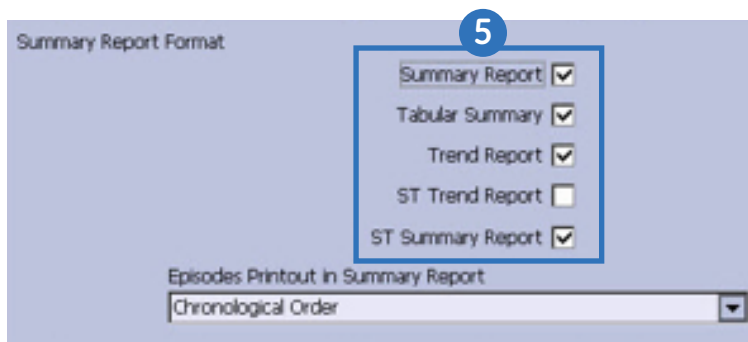 5
Summary Report Format
Summary Report
Tabular Summary
Trend Report
ST Trend Report
ST Summary Report
Episodes Printout in Summary Report
Chronological Order